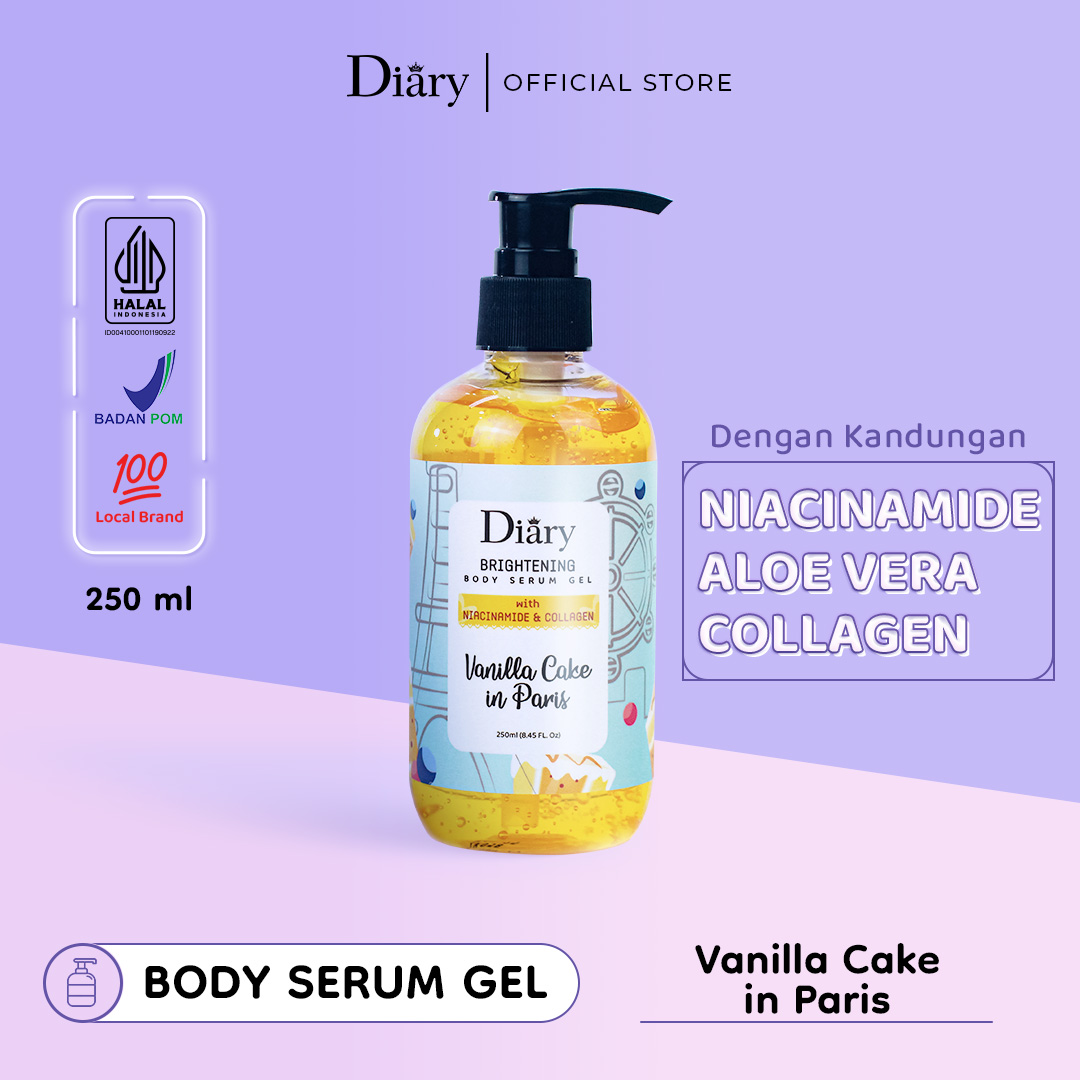 Diary | OFFICIAL STORE
HALAL
INDONESIA
ID00410001101190922
BADAN POM
100
Local Brand
250 ml
Dengan Kandungan
NIACINAMIDE
ALOE VERA
COLLAGEN
Diary
BRIGHTENING
BODY SERUM GEL
with
NIACINAMIDE & COLLAGEN
Vanilla Cake
in Paris
250ml (8.45 FL. Oz)
BODY SERUM GEL
Vanilla Cake
in Paris